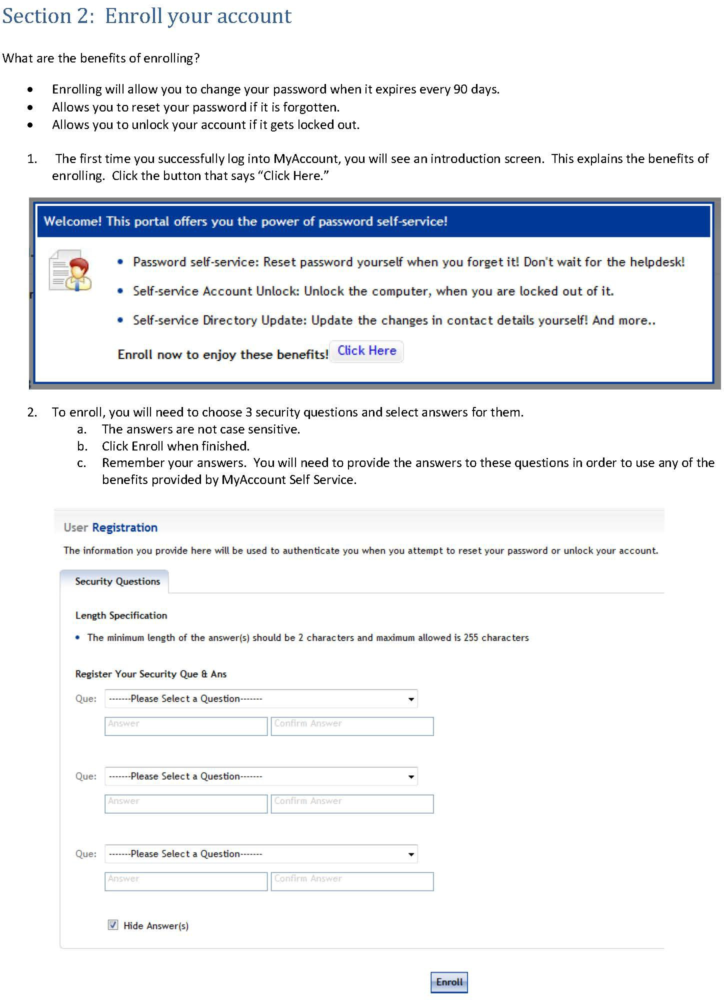 Section 2:  Enroll your account
What are the benefits of enrolling?
• Enrolling will allow you to change your password when it expires every 90 days.
• Allows you to reset your password if it is forgotten.
• Allows you to unlock your account if it gets locked out.
1. The first time you successfully log into MyAccount, you will see an introduction screen.  This explains the benefits of
enrolling.  Click the button that says “Click Here.”
Welcome! This portal offers you the power of password self-service!
• Password self-service: Reset password yourself when you forget it! Don't wait for the helpdesk!
• Self-service Account Unlock: Unlock the computer, when you are locked out of it.
• Self-service Directory Update: Update the changes in contact details yourself! And more..
Enroll now to enjoy these benefits! Click Here
2. To enroll, you will need to choose 3 security questions and select answers for them.
a. The answers are not case sensitive.
b. Click Enroll when finished.
c. Remember your answers.  You will need to provide the answers to these questions in order to use any of the
benefits provided by MyAccount Self Service.
User Registration
The information you provide here will be used to authenticate you when you attempt to reset your password or unlock your account.
Security Questions
Length Specification
• The minimum length of the answer(s) should be 2 characters and maximum allowed is 255 characters
Register Your Security Que & Ans
Que: -------Please Select a Question-------
Answer Confirm Answer
Que: -------Please Select a Question-------
Answer Confirm Answer
Que: -------Please Select a Question-------
Answer Confirm Answer
Hide Answer(s)
Enroll